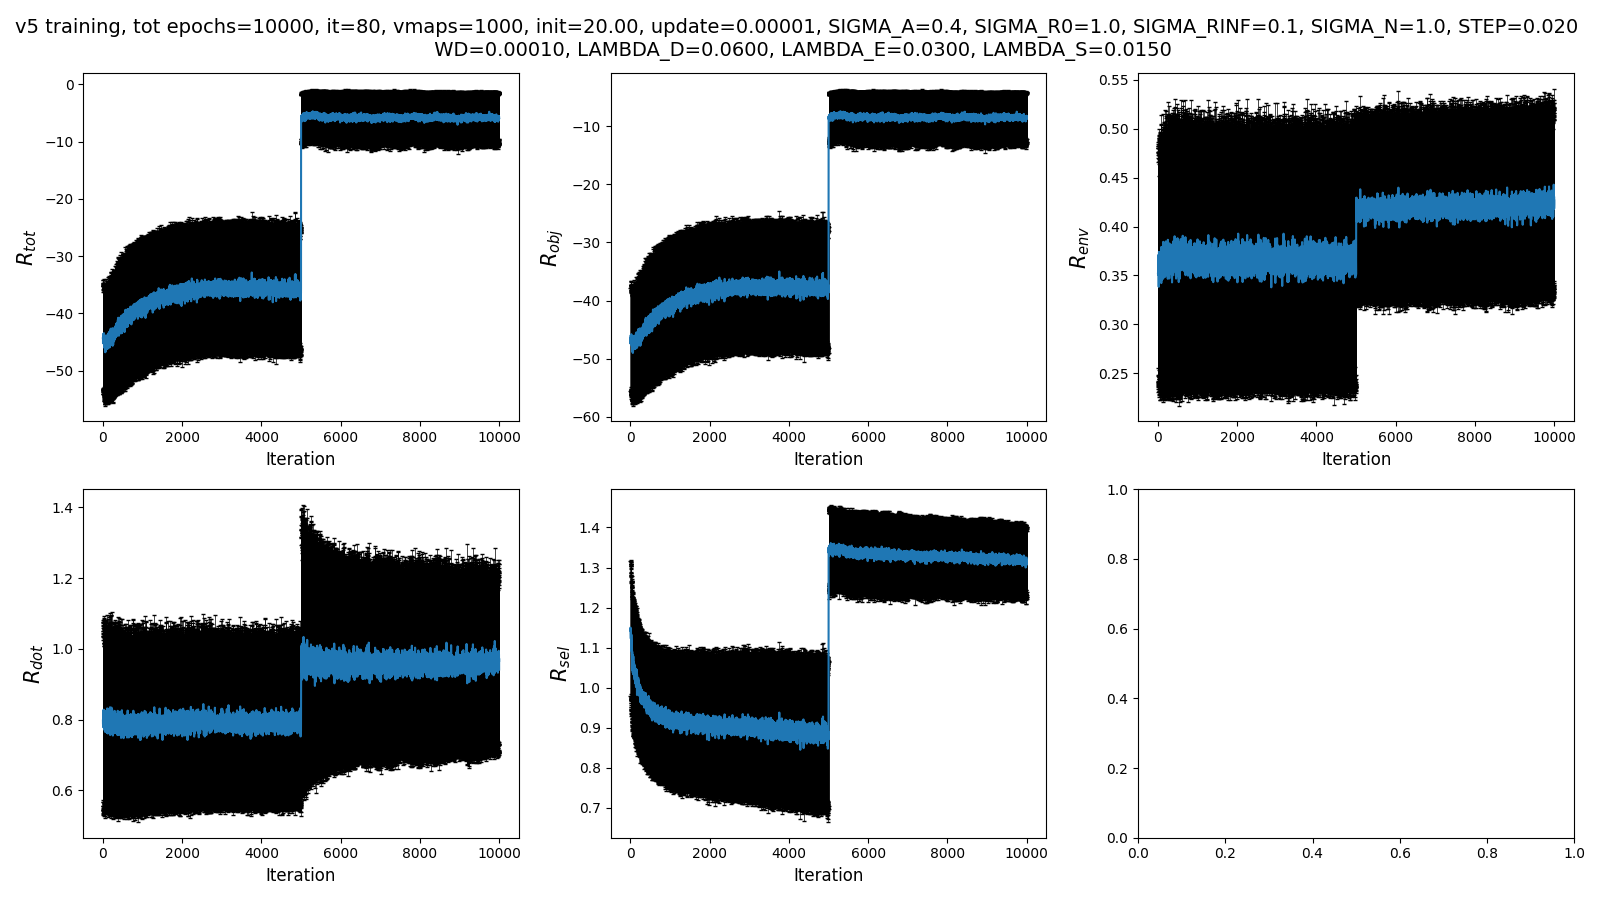 v5 training, tot epochs=10000, it=80, vmaps=1000, init=20.00, update=0.00001, SIGMA_A=0.4, SIGMA_R0=1.0, SIGMA_RINF=0.1, SIGMA_N=1.0, STEP=0.020
WD=0.00010, LAMBDA_D=0.0600, LAMBDA_E=0.0300, LAMBDA_S=0.0150
R_tot
0
−10
−20
−30
−40
−50
0 2000 4000 6000 8000 10000
Iteration
R_obj
−10
−20
−30
−40
−50
−60
0 2000 4000 6000 8000 10000
Iteration
R_env
0.55
0.50
0.45
0.40
0.35
0.30
0.25
0 2000 4000 6000 8000 10000
Iteration
R_dot
1.4
1.2
1.0
0.8
0.6
0 2000 4000 6000 8000 10000
Iteration
R_sel
1.4
1.3
1.2
1.1
1.0
0.9
0.8
0.7
0 2000 4000 6000 8000 10000
Iteration
1.0
0.8
0.6
0.4
0.2
0.0
0.0 0.2 0.4 0.6 0.8 1.0